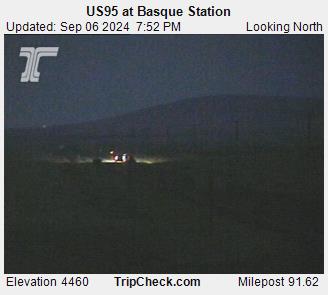 US95 at Basque Station
Updated: Sep 06 2024 7:52 PM Looking North
Elevation 4460 TripCheck.com Milepost 91.62